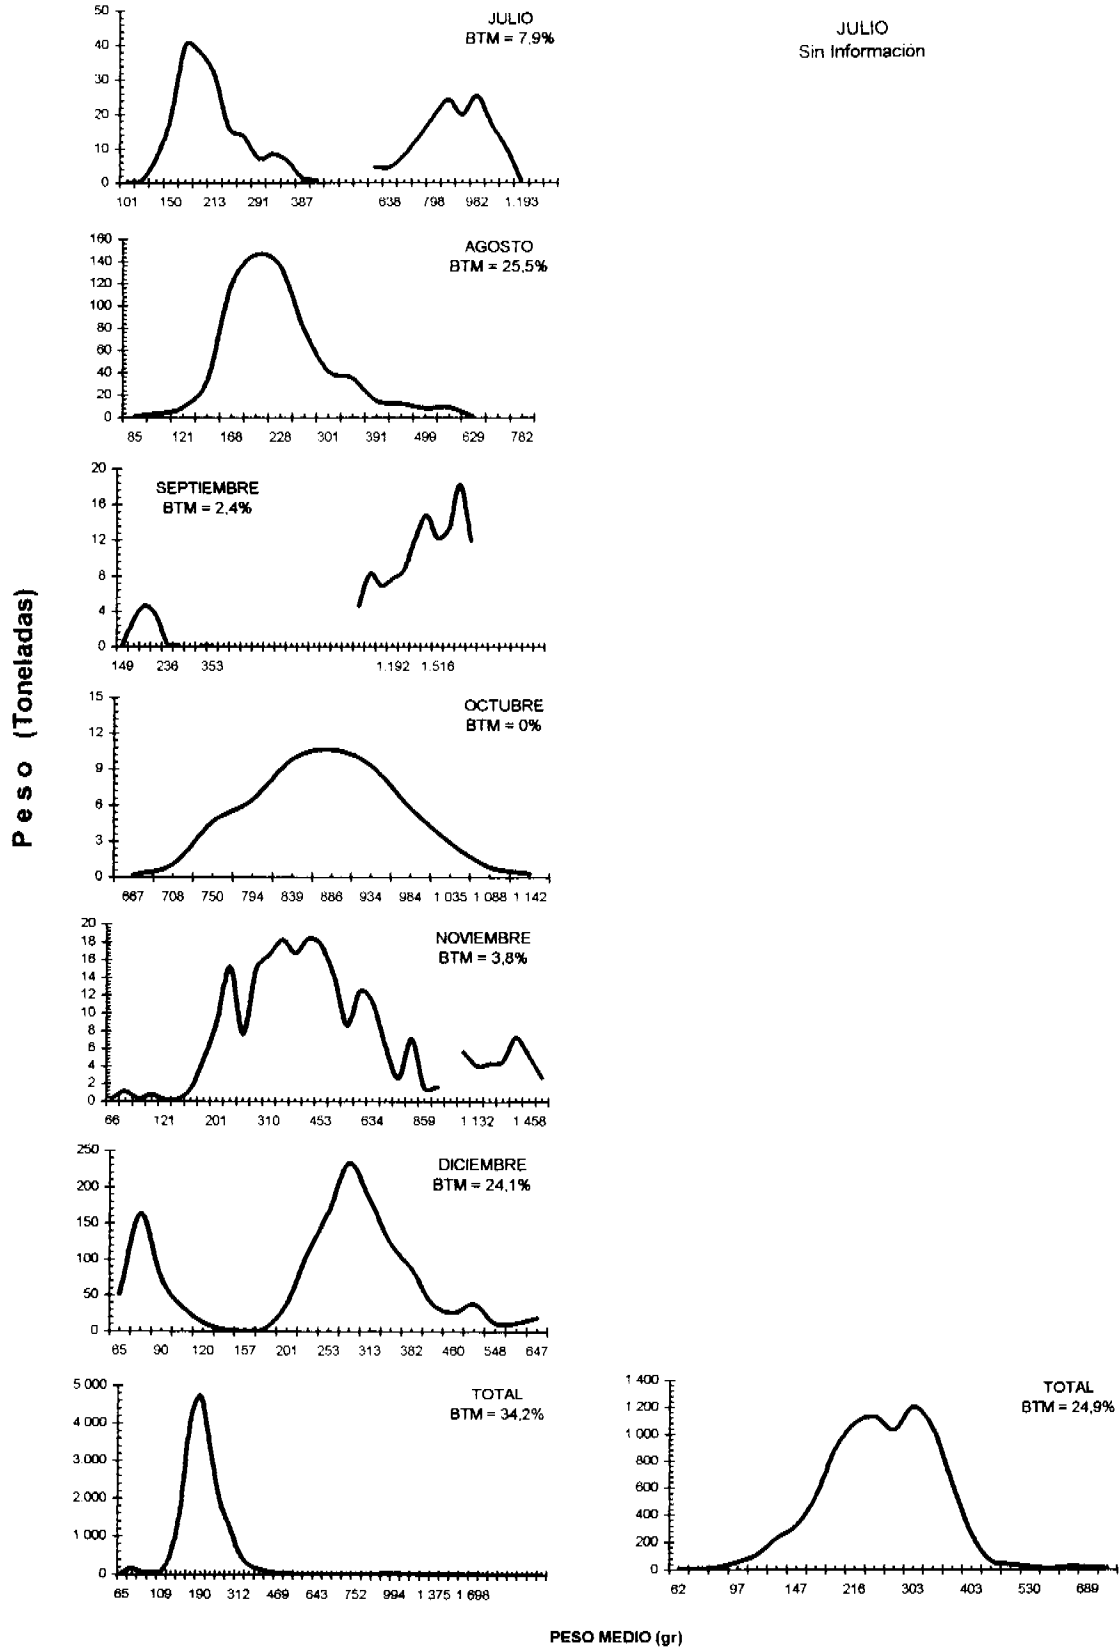 50
40
30
20
10
0
JULIO
BTM = 7,9%
101 150 213 291 387 638 798 982 1.193
JULIO
Sin Información
160
140
120
100
80
60
40
20
0
AGOSTO
BTM = 25,5%
85 121 168 228 301 391 499 629 782
20
16
12
8
4
0
SEPTIEMBRE
BTM = 2,4%
149 236 353 1.192 1.516
Peso (Toneladas)
15
12
9
6
3
0
OCTUBRE
BTM = 0%
667 708 750 794 839 886 934 984 1 035 1 088 1 142
20
18
16
14
12
10
8
6
4
2
0
NOVIEMBRE
BTM = 3,8%
66 121 201 310 453 634 859 1 132 1 458
250
200
150
100
50
0
DICIEMBRE
BTM = 24,1%
65 90 120 157 201 253 313 382 460 548 647
5 000
4 000
3.000
2 000
1 000
0
TOTAL
BTM = 34,2%
65 109 190 312 469 643 752 994 1 375 1 698
1 400
1 200
1 000
800
600
400
200
0
TOTAL
BTM = 24,9%
62 97 147 216 303 403 530 689
PESO MEDIO (gr)